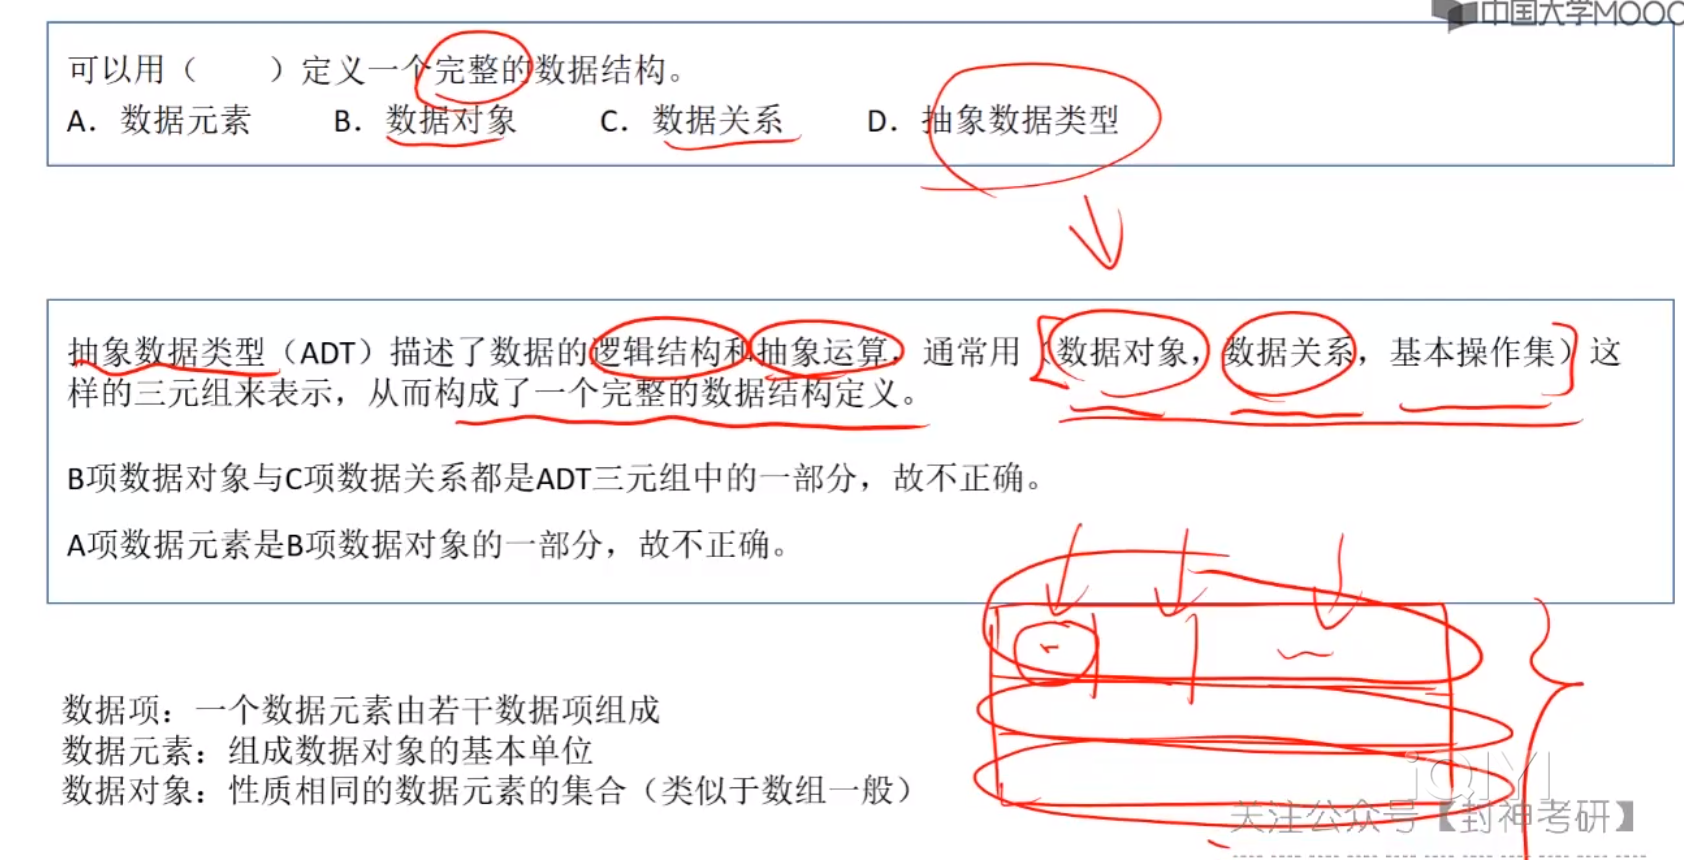 中国大学MOOC
可以用（ ）定义一个完整的数据结构。
A. 数据元素 B. 数据对象 C. 数据关系 D. 抽象数据类型
抽象数据类型（ADT）描述了数据的逻辑结构和抽象运算，通常用（数据对象，数据关系，基本操作集）这
样的三元组来表示，从而构成了一个完整的数据结构定义。
B项数据对象与C项数据关系都是ADT三元组中的一部分，故不正确。
A项数据元素是B项数据对象的一部分，故不正确。
数据项：一个数据元素由若干数据项组成
数据元素：组成数据对象的基本单位
数据对象：性质相同的数据元素的集合（类似于数组一般）
iQIYI
关注公众号【封神考研】